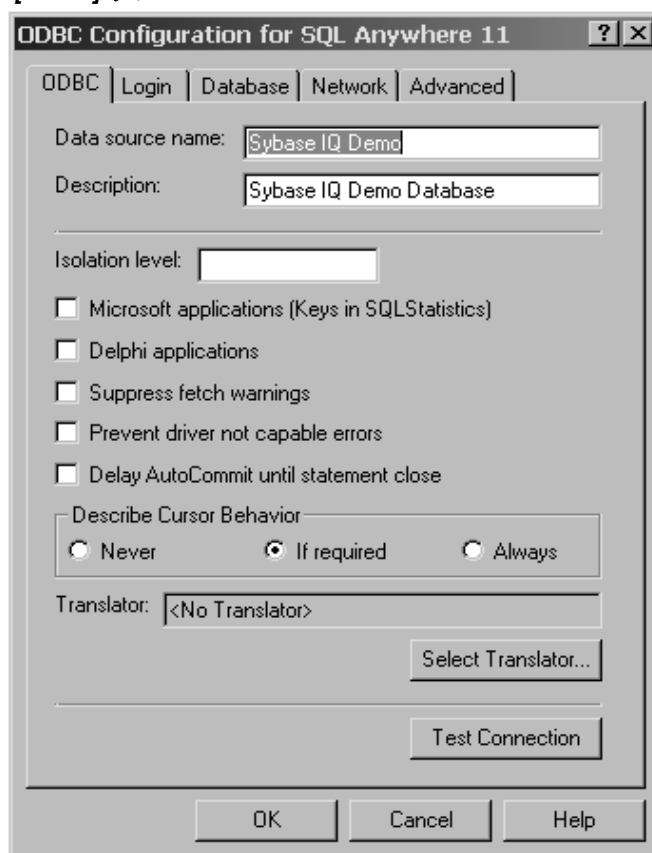 ODBC Configuration for SQL Anywhere 11
ODBC Login Database Network Advanced
Data source name: Sybase IQ Demo
Description: Sybase IQ Demo Database
Isolation level:
Microsoft applications (Keys in SQLStatistics)
Delphi applications
Suppress fetch warnings
Prevent driver not capable errors
Delay AutoCommit until statement close
Describe Cursor Behavior
Never If required Always
Translator: <No Translator>
Select Translator...
Test Connection
OK Cancel Help